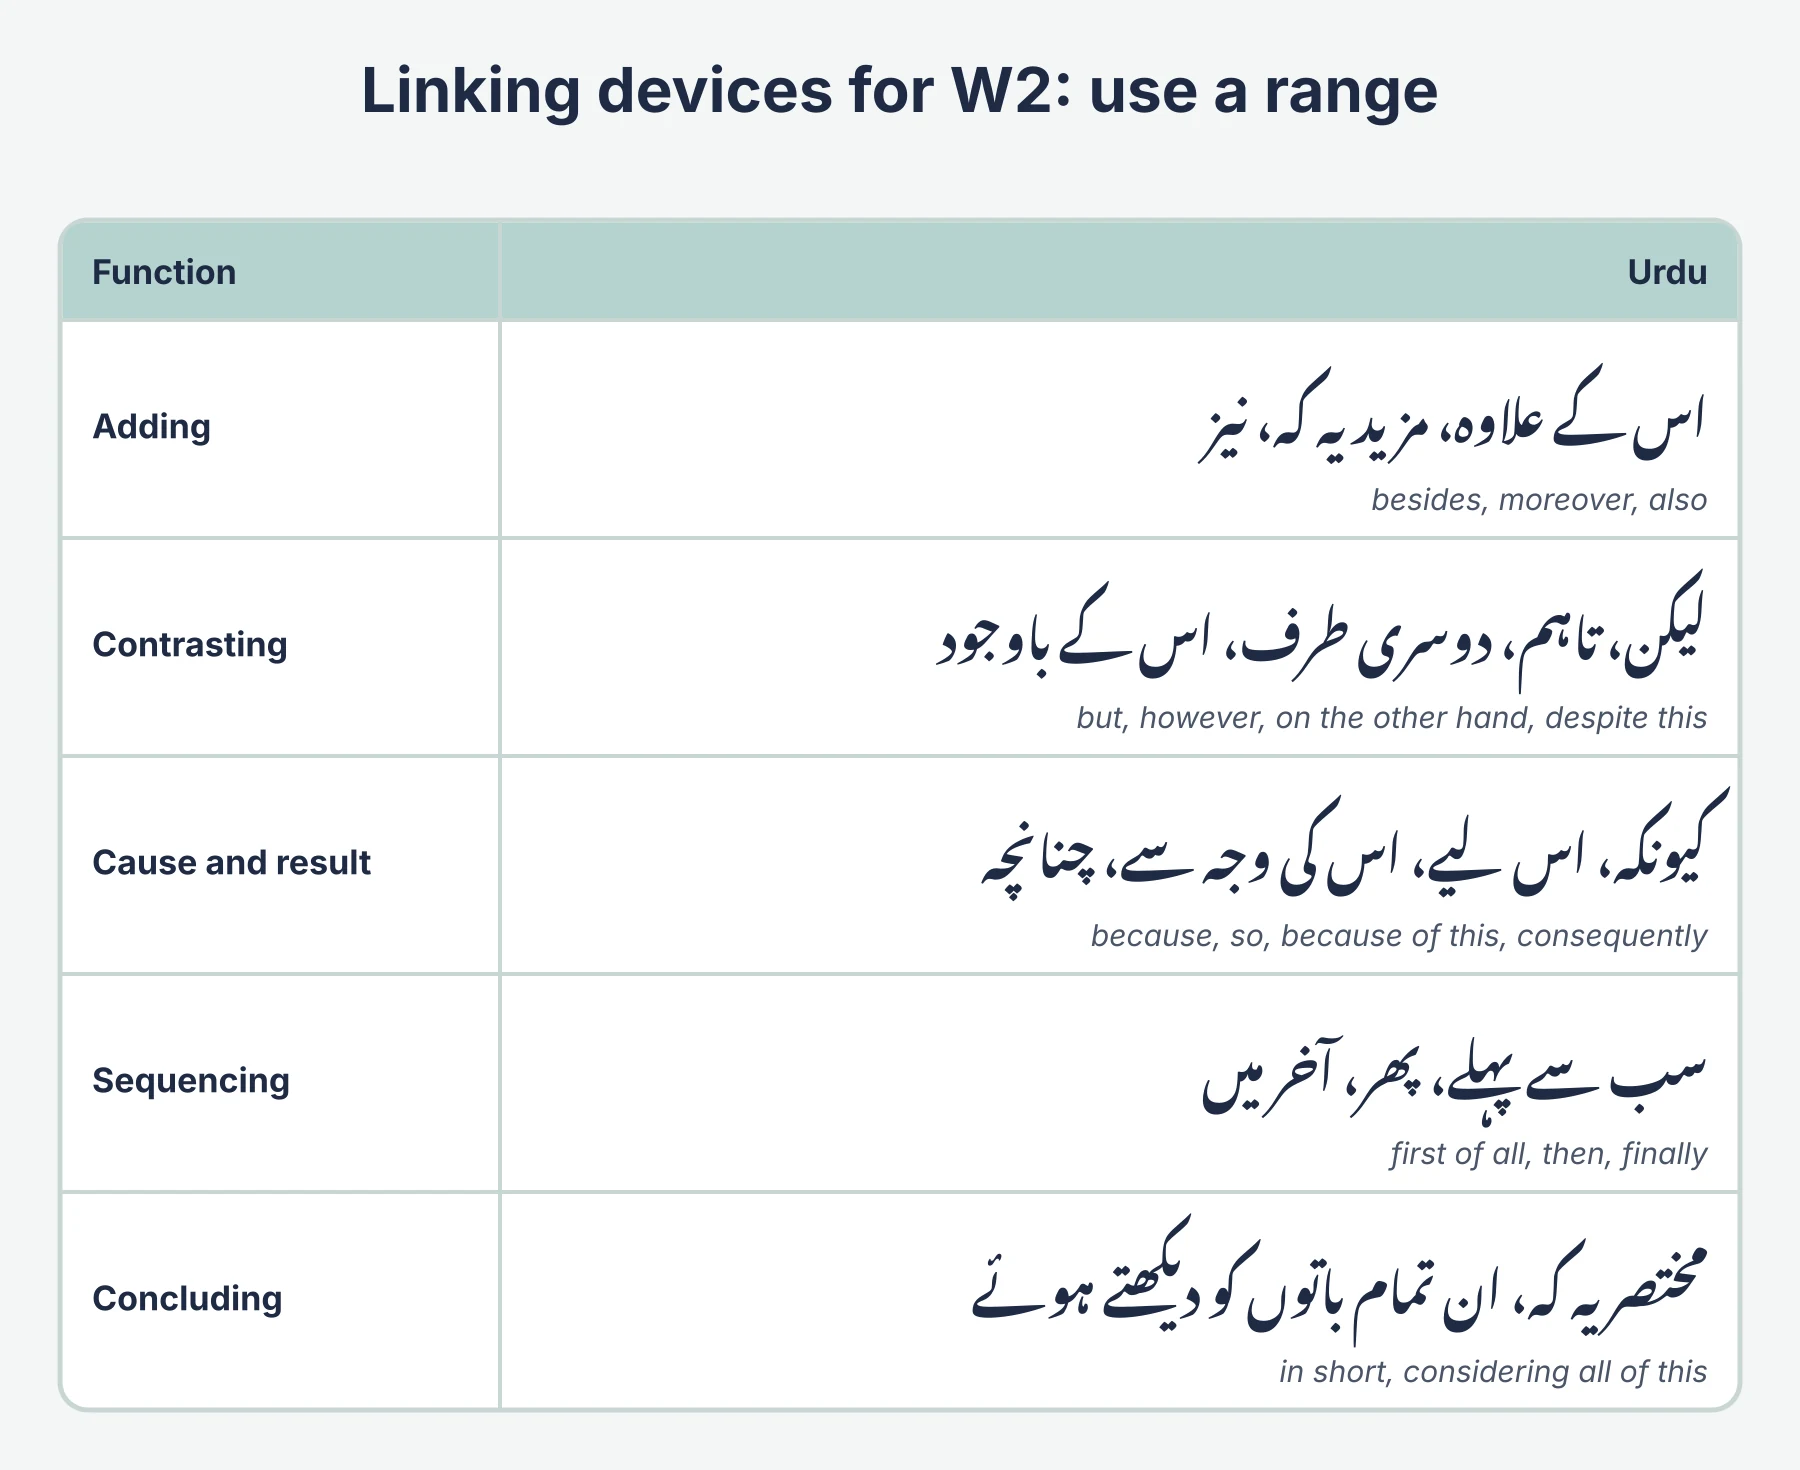 Linking devices for W2: use a range
Function
Urdu
Adding
اس کے علاوہ، مزید یہ کہ، نیز
besides, moreover, also
Contrasting
لیکن، تاہم، دوسری طرف، اس کے باوجود
but, however, on the other hand, despite this
Cause and result
کیونکہ، اس لیے، اس کی وجہ سے، چنانچہ
because, so, because of this, consequently
Sequencing
سب سے پہلے، پھر، آخر میں
first of all, then, finally
Concluding
مختصر یہ کہ، ان تمام باتوں کو دیکھتے ہوئے
in short, considering all of this